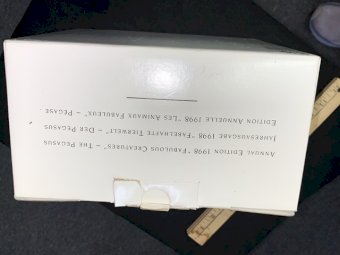 ANNUAL EDITION 1998 "FABULOUS CREATURES" – THE PEGASUS
JAHRESAUSGABE 1998 "FABELHAFTE TIERWELT" – DER PEGASUS
EDITION ANNUELLE 1998 "LES ANIMAUX FABULEUX" – PEGASE